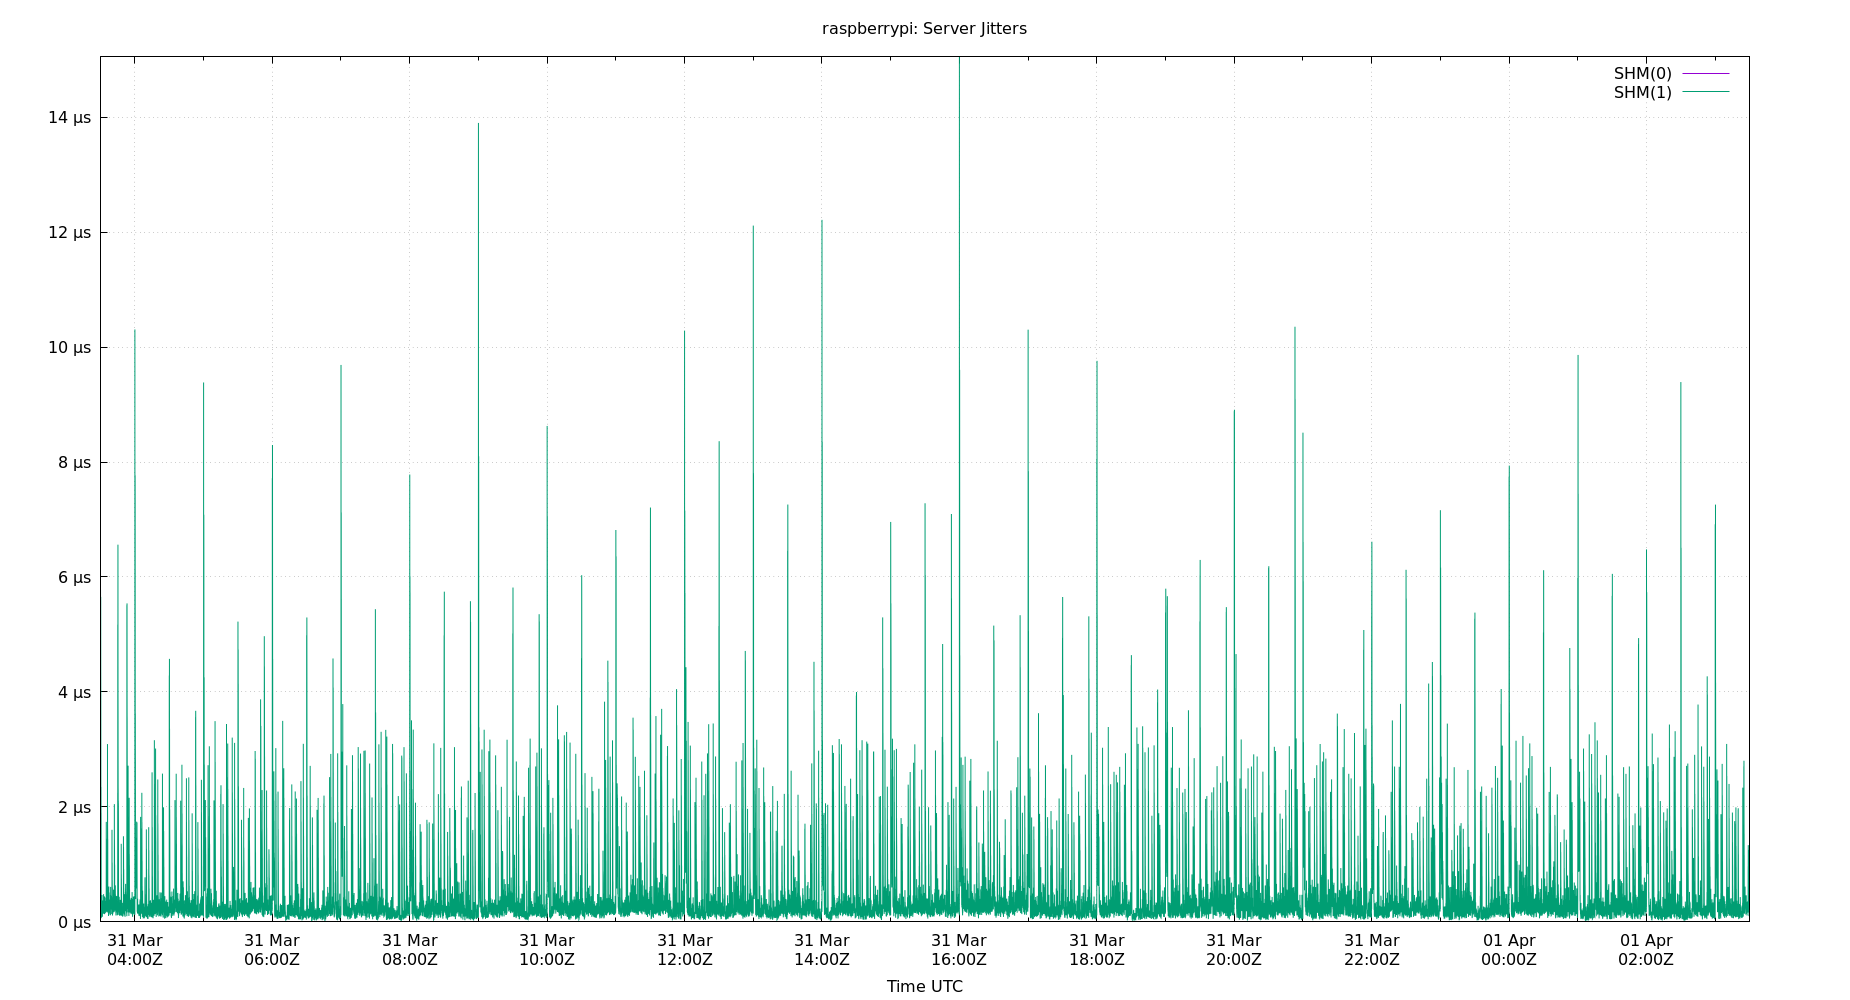 raspberrypi: Server Jitters
SHM(0)
SHM(1)
14 µs
12 µs
10 µs
8 µs
6 µs
4 µs
2 µs
0 µs
31 Mar 31 Mar 31 Mar 31 Mar 31 Mar 31 Mar 31 Mar 31 Mar 31 Mar 31 Mar 01 Apr 01 Apr
04:00Z 06:00Z 08:00Z 10:00Z 12:00Z 14:00Z 16:00Z 18:00Z 20:00Z 22:00Z 00:00Z 02:00Z
Time UTC